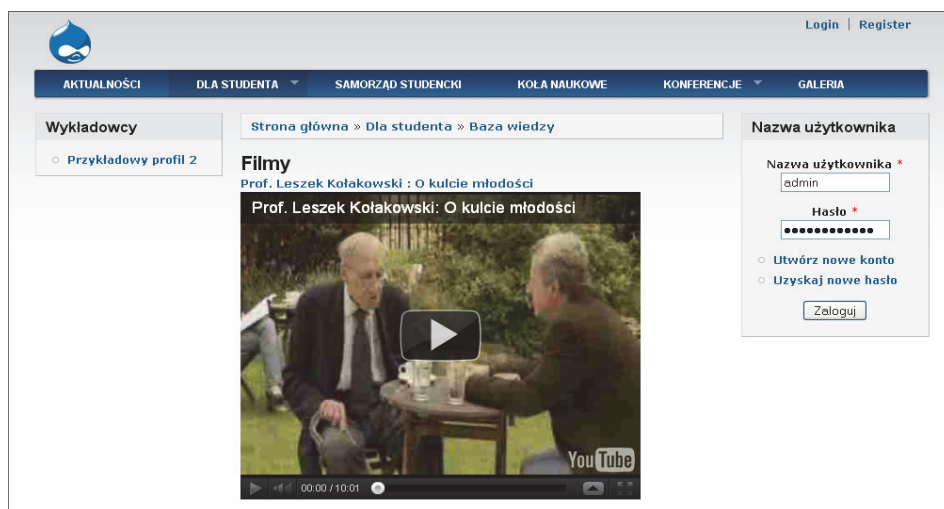 Login | Register
AKTUALNOŚCI DLA STUDENTA SAMORZĄD STUDENCKI KOŁA NAUKOWE KONFERENCJE GALERIA
Wykładowcy
Przykładowy profil 2
Strona główna » Dla studenta » Baza wiedzy
Filmy
Prof. Leszek Kołakowski : O kulcie młodości
Prof. Leszek Kołakowski: O kulcie młodości
YouTube
00:00 / 10:01
Nazwa użytkownika
Nazwa użytkownika *
admin
Hasło *
••••••••••••
Utwórz nowe konto
Uzyskaj nowe hasło
Zaloguj